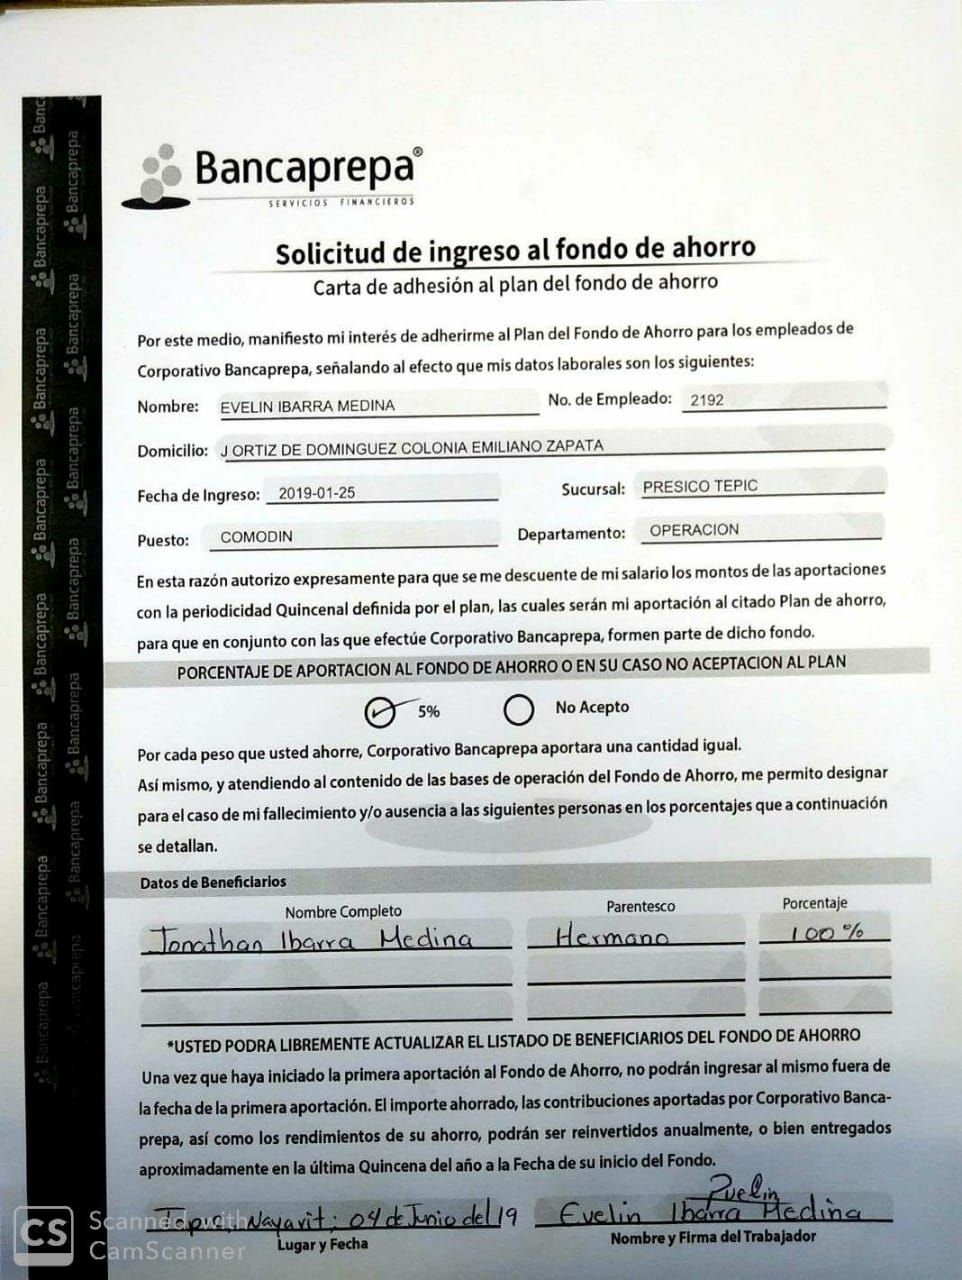 Bancaprepa®
SERVICIOS FINANCIEROS
Solicitud de ingreso al fondo de ahorro
Carta de adhesión al plan del fondo de ahorro
Por este medio, manifiesto mi interés de adherirme al Plan del Fondo de Ahorro para los empleados de
Corporativo Bancaprepa, señalando al efecto que mis datos laborales son los siguientes:
Nombre: EVELIN IBARRA MEDINA No. de Empleado: 2192
Domicilio: J ORTIZ DE DOMINGUEZ COLONIA EMILIANO ZAPATA
Fecha de Ingreso: 2019-01-25 Sucursal: PRESICO TEPIC
Puesto: COMODIN Departamento: OPERACION
En esta razón autorizo expresamente para que se me descuente de mi salario los montos de las aportaciones
con la periodicidad Quincenal definida por el plan, las cuales serán mi aportación al citado Plan de ahorro,
para que en conjunto con las que efectúe Corporativo Bancaprepa, formen parte de dicho fondo.
PORCENTAJE DE APORTACION AL FONDO DE AHORRO O EN SU CASO NO ACEPTACION AL PLAN
5% No Acepto
Por cada peso que usted ahorre, Corporativo Bancaprepa aportara una cantidad igual.
Así mismo, y atendiendo al contenido de las bases de operación del Fondo de Ahorro, me permito designar
para el caso de mi fallecimiento y/o ausencia a las siguientes personas en los porcentajes que a continuación
se detallan.
Datos de Beneficiarios
Nombre Completo Parentesco Porcentaje
Jonathan Ibarra Medina Hermano 100%
*USTED PODRA LIBREMENTE ACTUALIZAR EL LISTADO DE BENEFICIARIOS DEL FONDO DE AHORRO
Una vez que haya iniciado la primera aportación al Fondo de Ahorro, no podrán ingresar al mismo fuera de
la fecha de la primera aportación. El importe ahorrado, las contribuciones aportadas por Corporativo Banca-
prepa, así como los rendimientos de su ahorro, podrán ser reinvertidos anualmente, o bien entregados
aproximadamente en la última Quincena del año a la Fecha de su inicio del Fondo.
Evelin
Nayarit; 04 de Junio del 19 Evelin Ibarra Medina
Lugar y Fecha Nombre y Firma del Trabajador
CS Scanned with
CamScanner